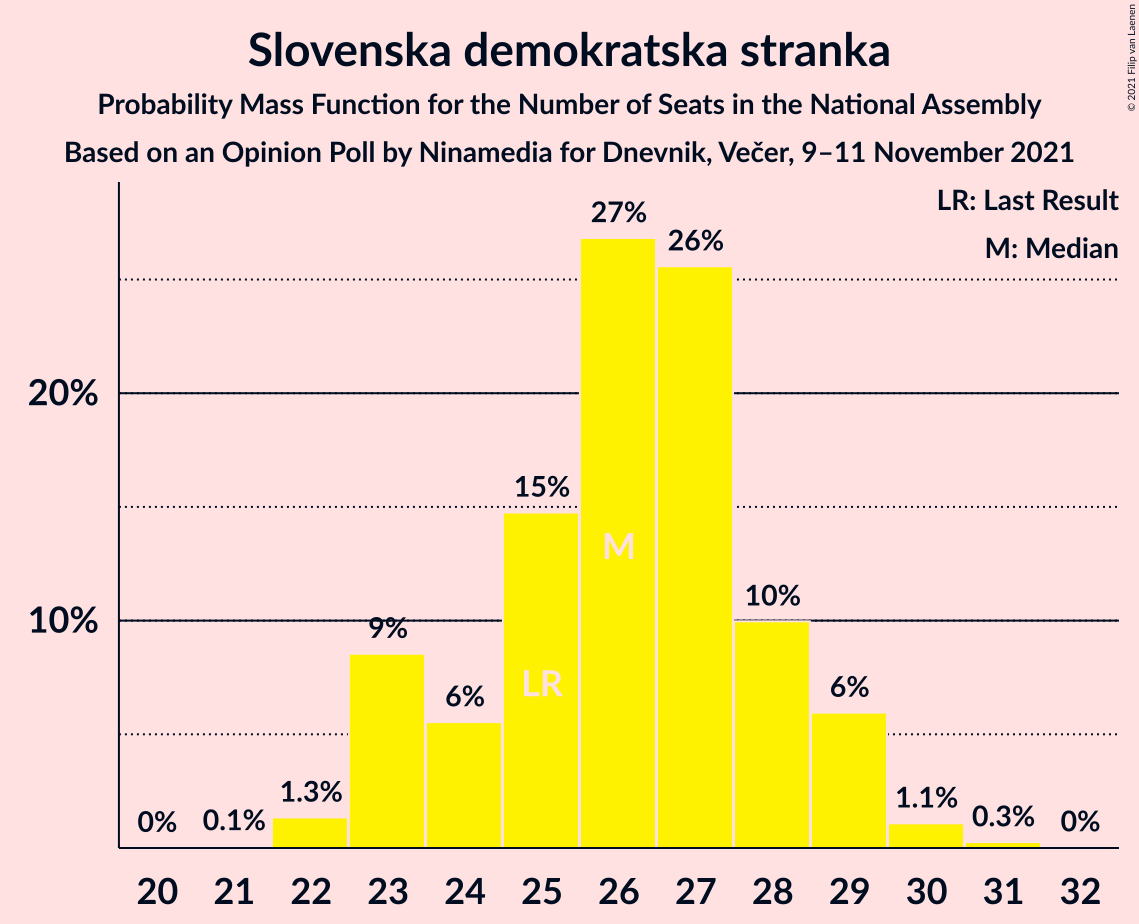 © 2021 Filip van Laenen
Slovenska demokratska stranka
Probability Mass Function for the Number of Seats in the National Assembly
Based on an Opinion Poll by Ninamedia for Dnevnik, Večer, 9–11 November 2021
LR: Last Result
M: Median
20%
10%
0% 0.1% 1.3% 9% 6% 15% 27% 26% 10% 6% 1.1% 0.3% 0%
M
LR
20 21 22 23 24 25 26 27 28 29 30 31 32